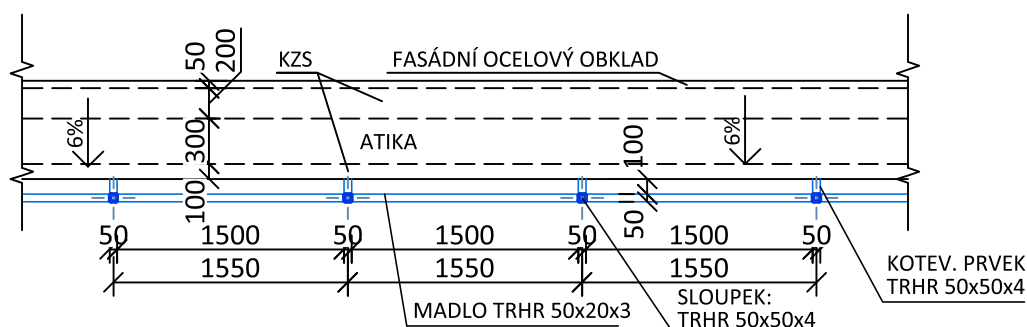 50
200
KZS
FASÁDNÍ OCELOVÝ OBKLAD
6%
300
ATIKA
6%
100
100
50
50 1500 50 1500 50 1500 50
1550 1550 1550
MADLO TRHR 50x20x3
SLOUPEK:
TRHR 50x50x4
KOTEV. PRVEK
TRHR 50x50x4